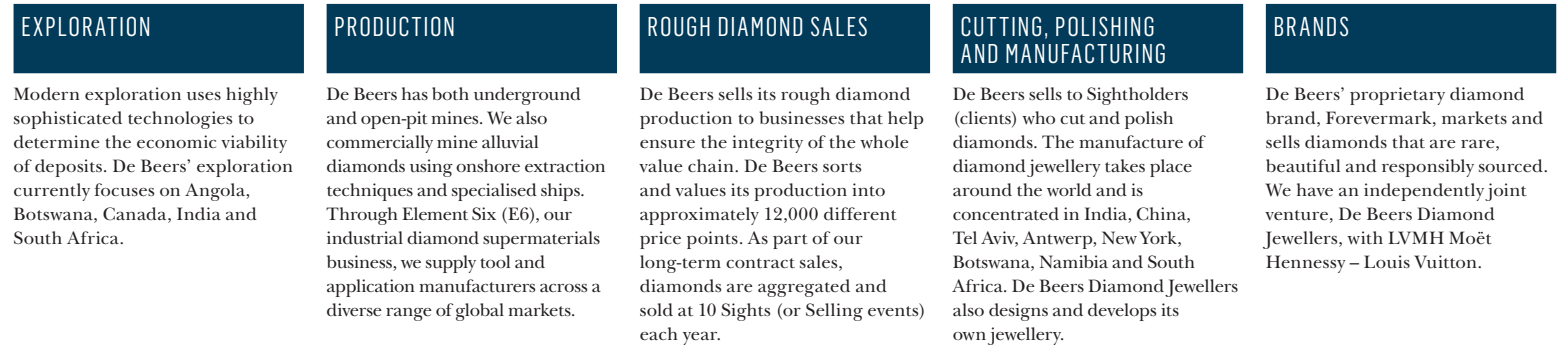 EXPLORATION
Modern exploration uses highly
sophisticated technologies to
determine the economic viability
of deposits. De Beers' exploration
currently focuses on Angola,
Botswana, Canada, India and
South Africa.
PRODUCTION
De Beers has both underground
and open-pit mines. We also
commercially mine alluvial
diamonds using onshore extraction
techniques and specialised ships.
Through Element Six (E6), our
industrial diamond supermaterials
business, we supply tool and
application manufacturers across a
diverse range of global markets.
ROUGH DIAMOND SALES
De Beers sells its rough diamond
production to businesses that help
ensure the integrity of the whole
value chain. De Beers sorts
and values its production into
approximately 12,000 different
price points. As part of our
long-term contract sales,
diamonds are aggregated and
sold at 10 Sights (or Selling events)
each year.
CUTTING, POLISHING
AND MANUFACTURING
De Beers sells to Sightholders
(clients) who cut and polish
diamonds. The manufacture of
diamond jewellery takes place
around the world and is
concentrated in India, China,
Tel Aviv, Antwerp, New York,
Botswana, Namibia and South
Africa. De Beers Diamond Jewellers
also designs and develops its
own jewellery.
BRANDS
De Beers' proprietary diamond
brand, Forevermark, markets and
sells diamonds that are rare,
beautiful and responsibly sourced.
We have an independently joint
venture, De Beers Diamond
Jewellers, with LVMH Moët
Hennessy – Louis Vuitton.